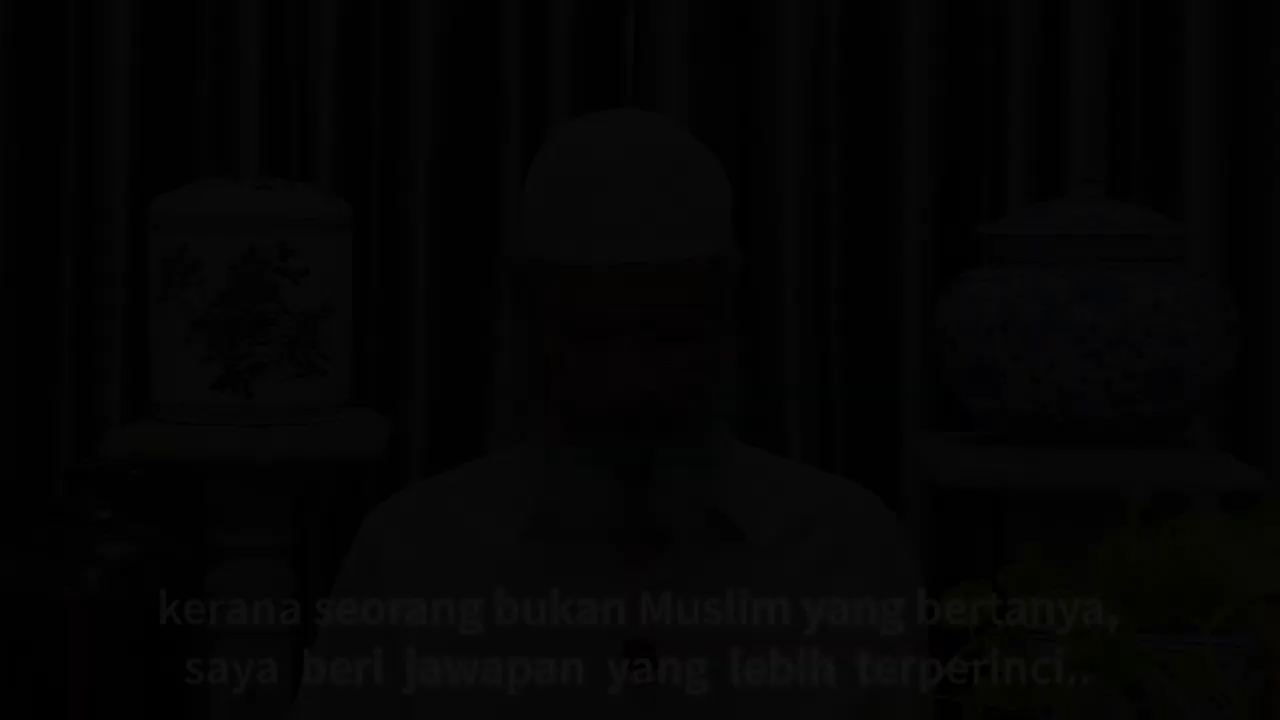 kerana seorang bukan Muslim yang bertanya,
saya beri jawapan yang lebih terperinci..